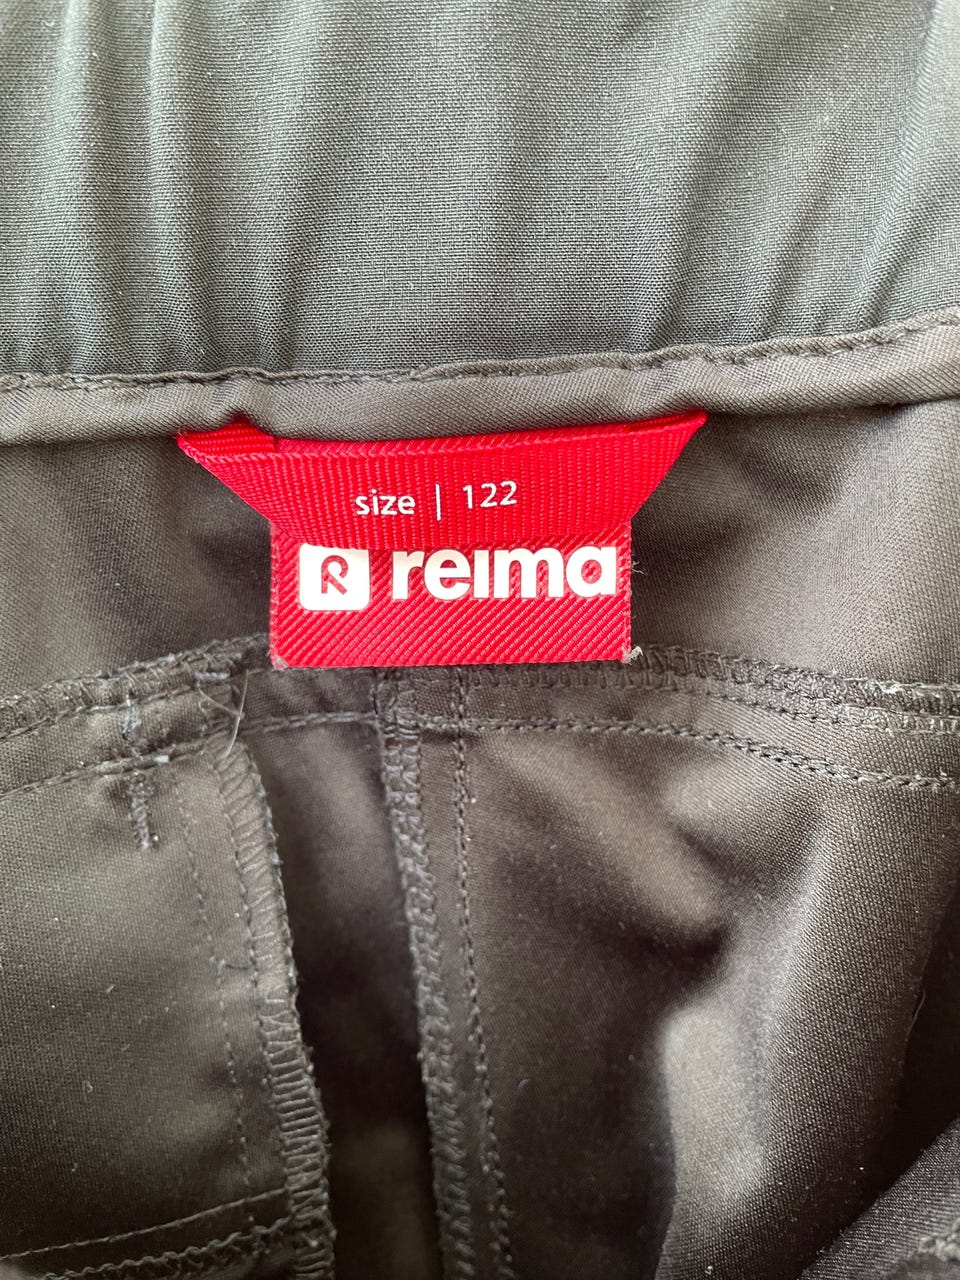 size | 122
R reima